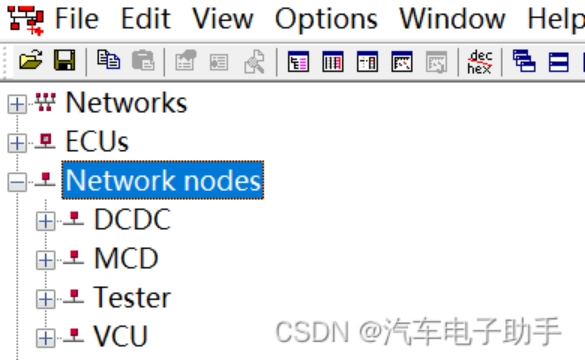 File Edit View Options Window Help
dec
hex
Networks
ECUs
Network nodes
DCDC
MCD
Tester
VCU
CSDN @汽车电子助手